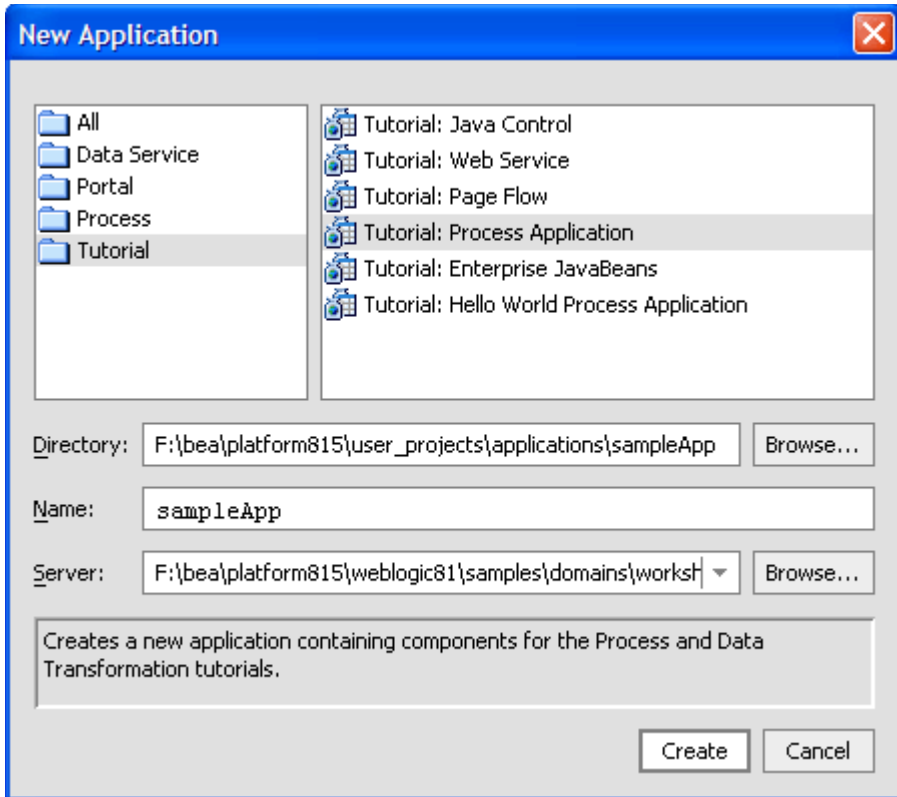 New Application
All
Data Service
Portal
Process
Tutorial
Tutorial: Java Control
Tutorial: Web Service
Tutorial: Page Flow
Tutorial: Process Application
Tutorial: Enterprise JavaBeans
Tutorial: Hello World Process Application
Directory: F:\bea\platform815\user_projects\applications\sampleApp Browse...
Name: sampleApp
Server: F:\bea\platform815\weblogic81\samples\domains\worksh Browse...
Creates a new application containing components for the Process and Data
Transformation tutorials.
Create Cancel